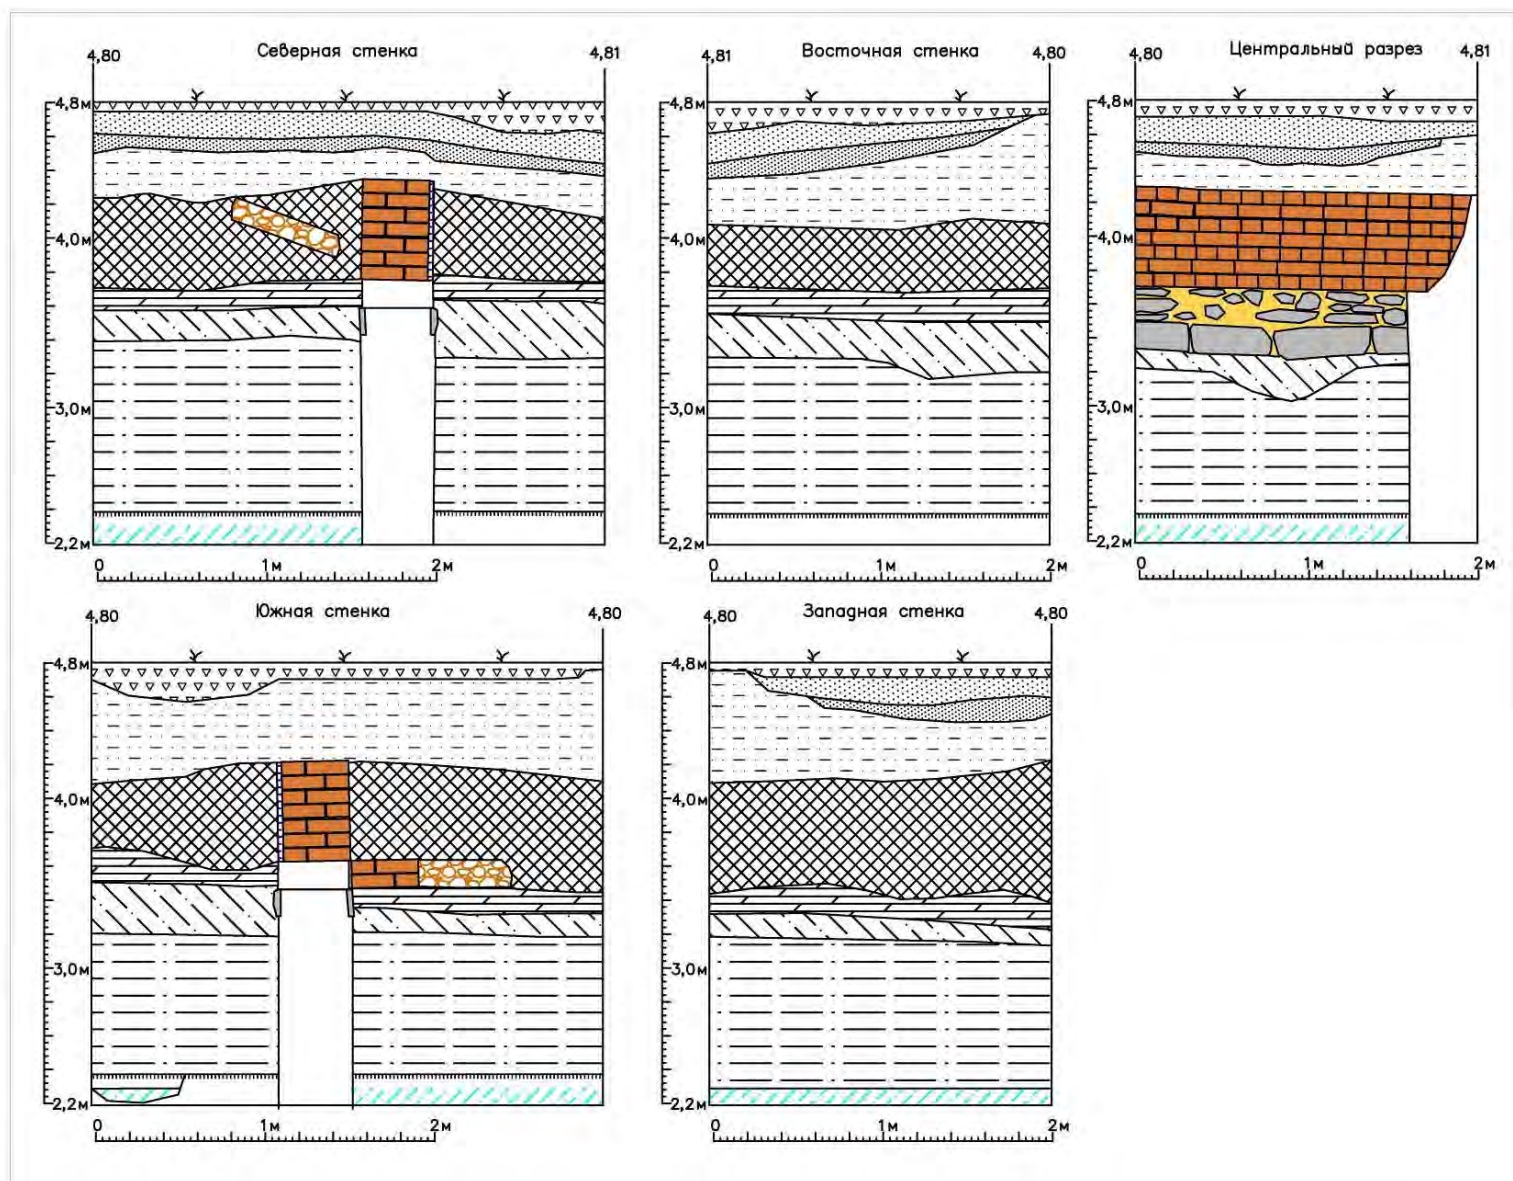 Северная стенка
4,80 4,81
4,8м
4,0м
3,0м
2,2м
0 1м 2м
Восточная стенка
4,81 4,80
4,8м
4,0м
3,0м
2,2м
0 1м 2м
Центральный разрез
4,80 4,81
4,8м
4,0м
3,0м
2,2м
0 1м 2м
Южная стенка
4,80 4,80
4,8м
4,0м
3,0м
2,2м
0 1м 2м
Западная стенка
4,80 4,80
4,8м
4,0м
3,0м
2,2м
0 1м 2м